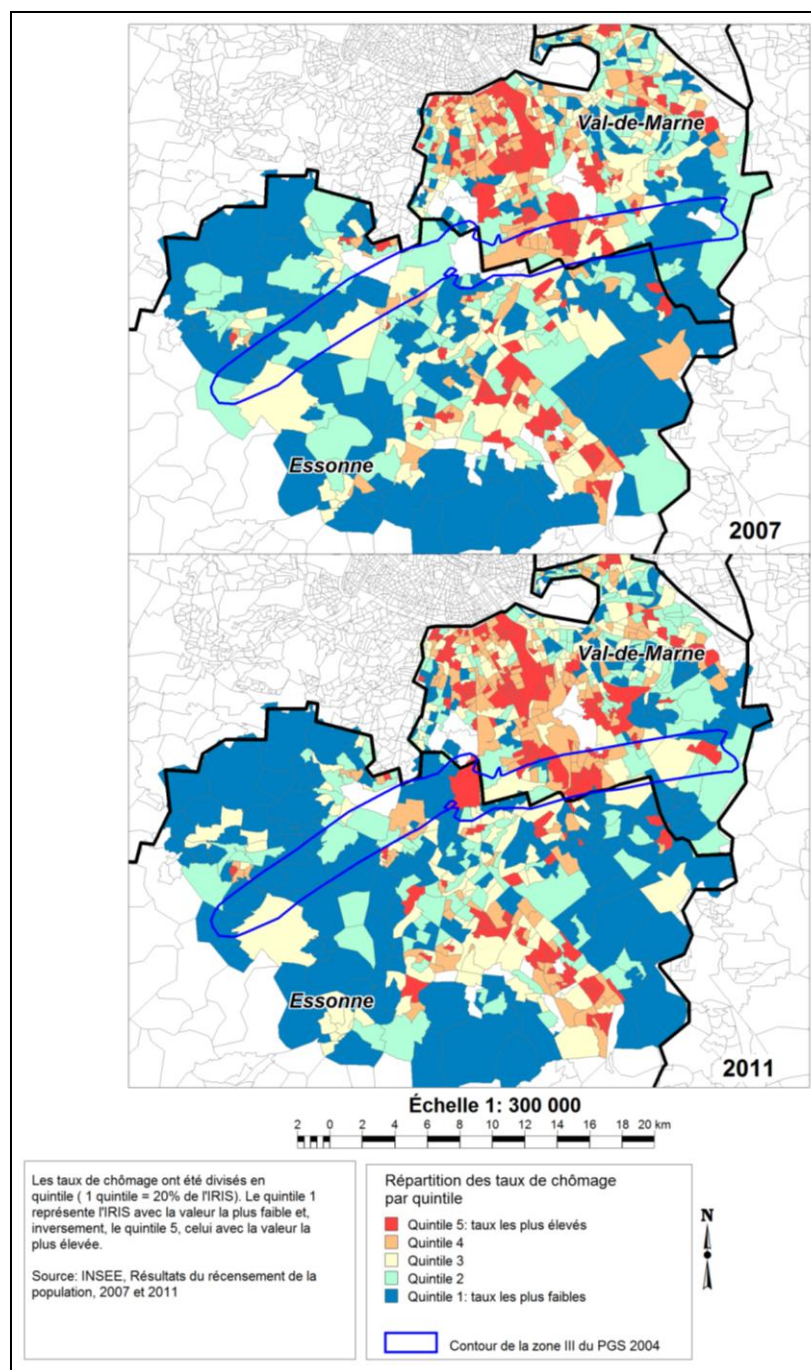 Val-de-Marne
Essonne
2007
Val-de-Marne
Essonne
2011
Échelle 1: 300 000
2 0 2 4 6 8 10 12 14 16 18 20 km
Les taux de chômage ont été divisés en
quintile ( 1 quintile = 20% de l'IRIS). Le quintile 1
représente l'IRIS avec la valeur la plus faible et,
inversement, le quintile 5, celui avec la valeur la
plus élevée.
Source: INSEE, Résultats du récensement de la
population, 2007 et 2011
Répartition des taux de chômage
par quintile
Quintile 5: taux les plus élevés
Quintile 4
Quintile 3
Quintile 2
Quintile 1: taux les plus faibles
Contour de la zone III du PGS 2004
N